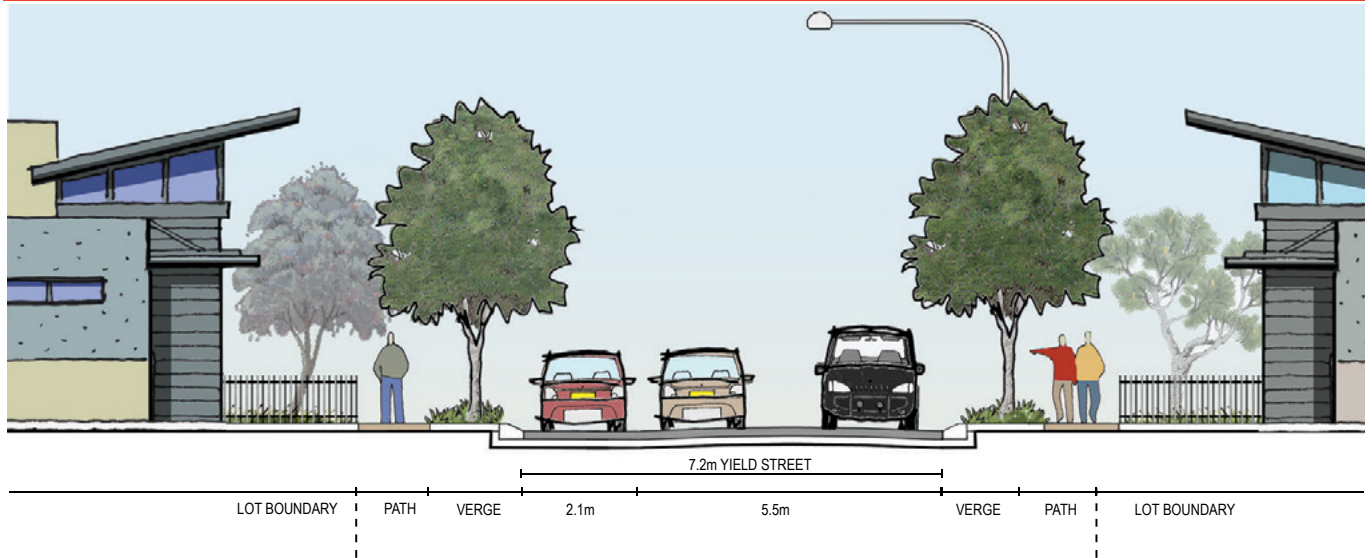 7.2m YIELD STREET
LOT BOUNDARY PATH VERGE 2.1m 5.5m VERGE PATH LOT BOUNDARY